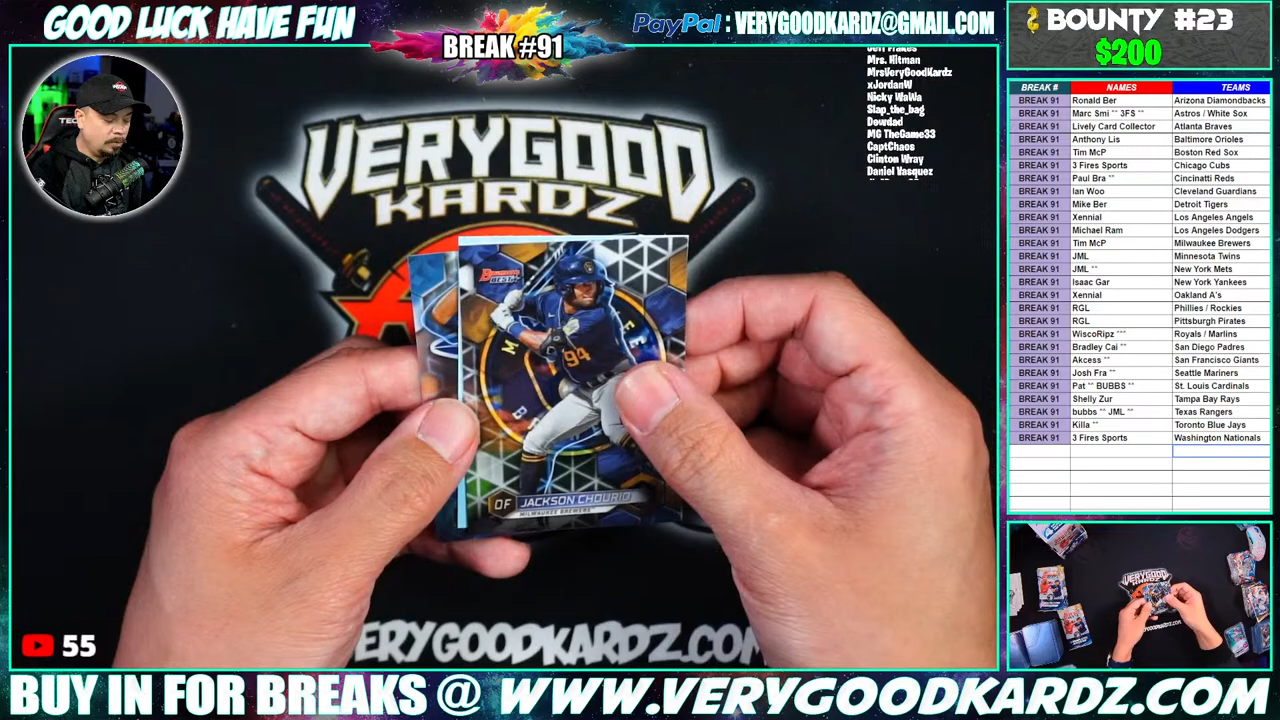 GOOD LUCK HAVE FUN
BREAK #91
PayPal : VERYGOODKARDZ@GMAIL.COM
BOUNTY #23
$200
Jeff Frakes
Mrs. Hitman
MrsVeryGoodKardz
xJordanW
Nicky WaWa
Slap_the_bag
Dowdad
MG TheGame33
CaptChaos
Clinton Wray
Daniel Vasquez
VERYGOOD
KARDZ
Bowmans
BEST
94
OF JACKSON CHOURIO
MILWAUKEE BREWERS
VERYGOODKARDZ.COM
55
BREAK # NAMES TEAMS
BREAK 91 Ronald Ber Arizona Diamondbacks
BREAK 91 Marc Smi ** 3FS ** Astros / White Sox
BREAK 91 Lively Card Collector Atlanta Braves
BREAK 91 Anthony Lis Baltimore Orioles
BREAK 91 Tim McP Boston Red Sox
BREAK 91 3 Fires Sports Chicago Cubs
BREAK 91 Paul Bra ** Cincinatti Reds
BREAK 91 Ian Woo Cleveland Guardians
BREAK 91 Mike Ber Detroit Tigers
BREAK 91 Xennial Los Angeles Angels
BREAK 91 Michael Ram Los Angeles Dodgers
BREAK 91 Tim McP Milwaukee Brewers
BREAK 91 JML Minnesota Twins
BREAK 91 JML ** New York Mets
BREAK 91 Isaac Gar New York Yankees
BREAK 91 Xennial Oakland A's
BREAK 91 RGL Phillies / Rockies
BREAK 91 RGL Pittsburgh Pirates
BREAK 91 WiscoRipz *** Royals / Marlins
BREAK 91 Bradley Cai ** San Diego Padres
BREAK 91 Akcess ** San Francisco Giants
BREAK 91 Josh Fra ** Seattle Mariners
BREAK 91 Pat ** BUBBS ** St. Louis Cardinals
BREAK 91 Shelly Zur Tampa Bay Rays
BREAK 91 bubbs ** JML ** Texas Rangers
BREAK 91 Killa ** Toronto Blue Jays
BREAK 91 3 Fires Sports Washington Nationals
BUY IN FOR BREAKS @ WWW.VERYGOODKARDZ.COM